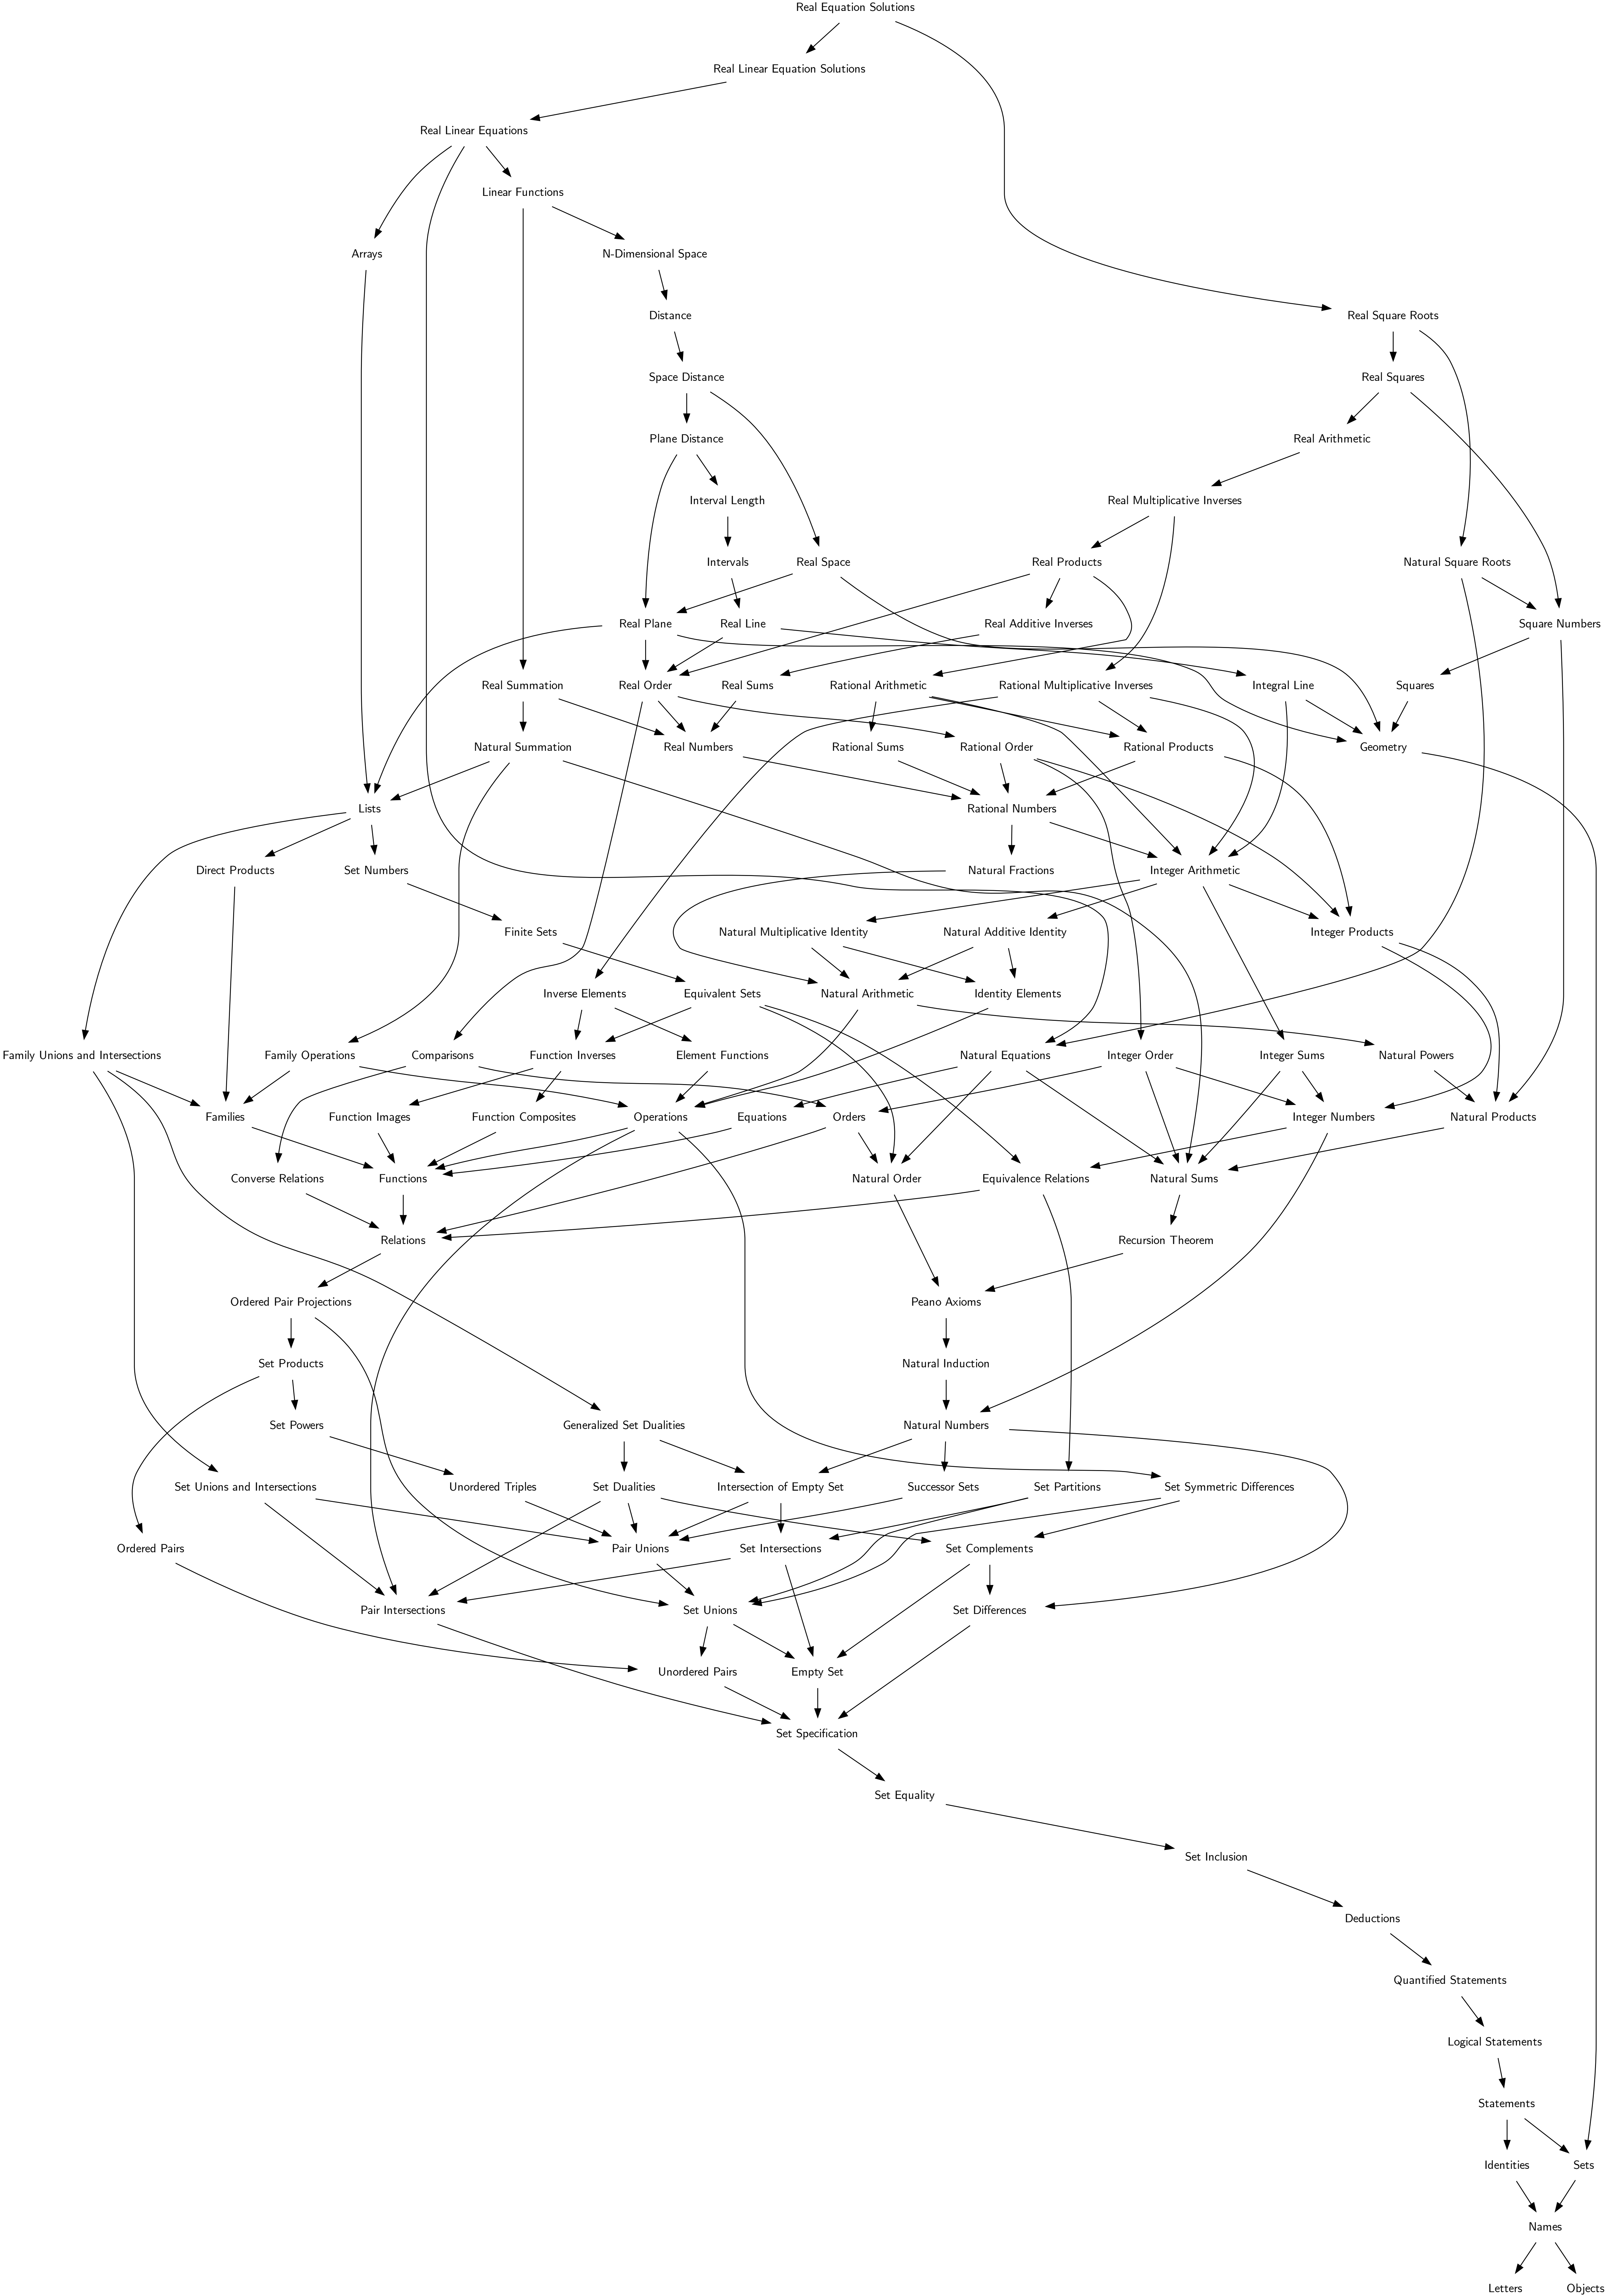 Real Equation Solutions
Real Linear Equation Solutions
Real Linear Equations
Linear Functions
Arrays
N-Dimensional Space
Distance
Real Square Roots
Space Distance
Real Squares
Plane Distance
Real Arithmetic
Interval Length
Real Multiplicative Inverses
Intervals
Real Space
Real Products
Natural Square Roots
Real Plane
Real Line
Real Additive Inverses
Square Numbers
Real Summation
Real Order
Real Sums
Rational Arithmetic
Rational Multiplicative Inverses
Integral Line
Squares
Natural Summation
Real Numbers
Rational Sums
Rational Order
Rational Products
Geometry
Lists
Rational Numbers
Direct Products
Set Numbers
Natural Fractions
Integer Arithmetic
Finite Sets
Natural Multiplicative Identity
Natural Additive Identity
Integer Products
Inverse Elements
Equivalent Sets
Natural Arithmetic
Identity Elements
Family Unions and Intersections
Family Operations
Comparisons
Function Inverses
Element Functions
Natural Equations
Integer Order
Integer Sums
Natural Powers
Families
Function Images
Function Composites
Operations
Equations
Orders
Integer Numbers
Natural Products
Converse Relations
Functions
Natural Order
Equivalence Relations
Natural Sums
Relations
Recursion Theorem
Ordered Pair Projections
Peano Axioms
Set Products
Natural Induction
Set Powers
Generalized Set Dualities
Natural Numbers
Set Unions and Intersections
Unordered Triples
Set Dualities
Intersection of Empty Set
Successor Sets
Set Partitions
Set Symmetric Differences
Ordered Pairs
Pair Unions
Set Intersections
Set Complements
Pair Intersections
Set Unions
Set Differences
Unordered Pairs
Empty Set
Set Specification
Set Equality
Set Inclusion
Deductions
Quantified Statements
Logical Statements
Statements
Identities
Sets
Names
Letters
Objects